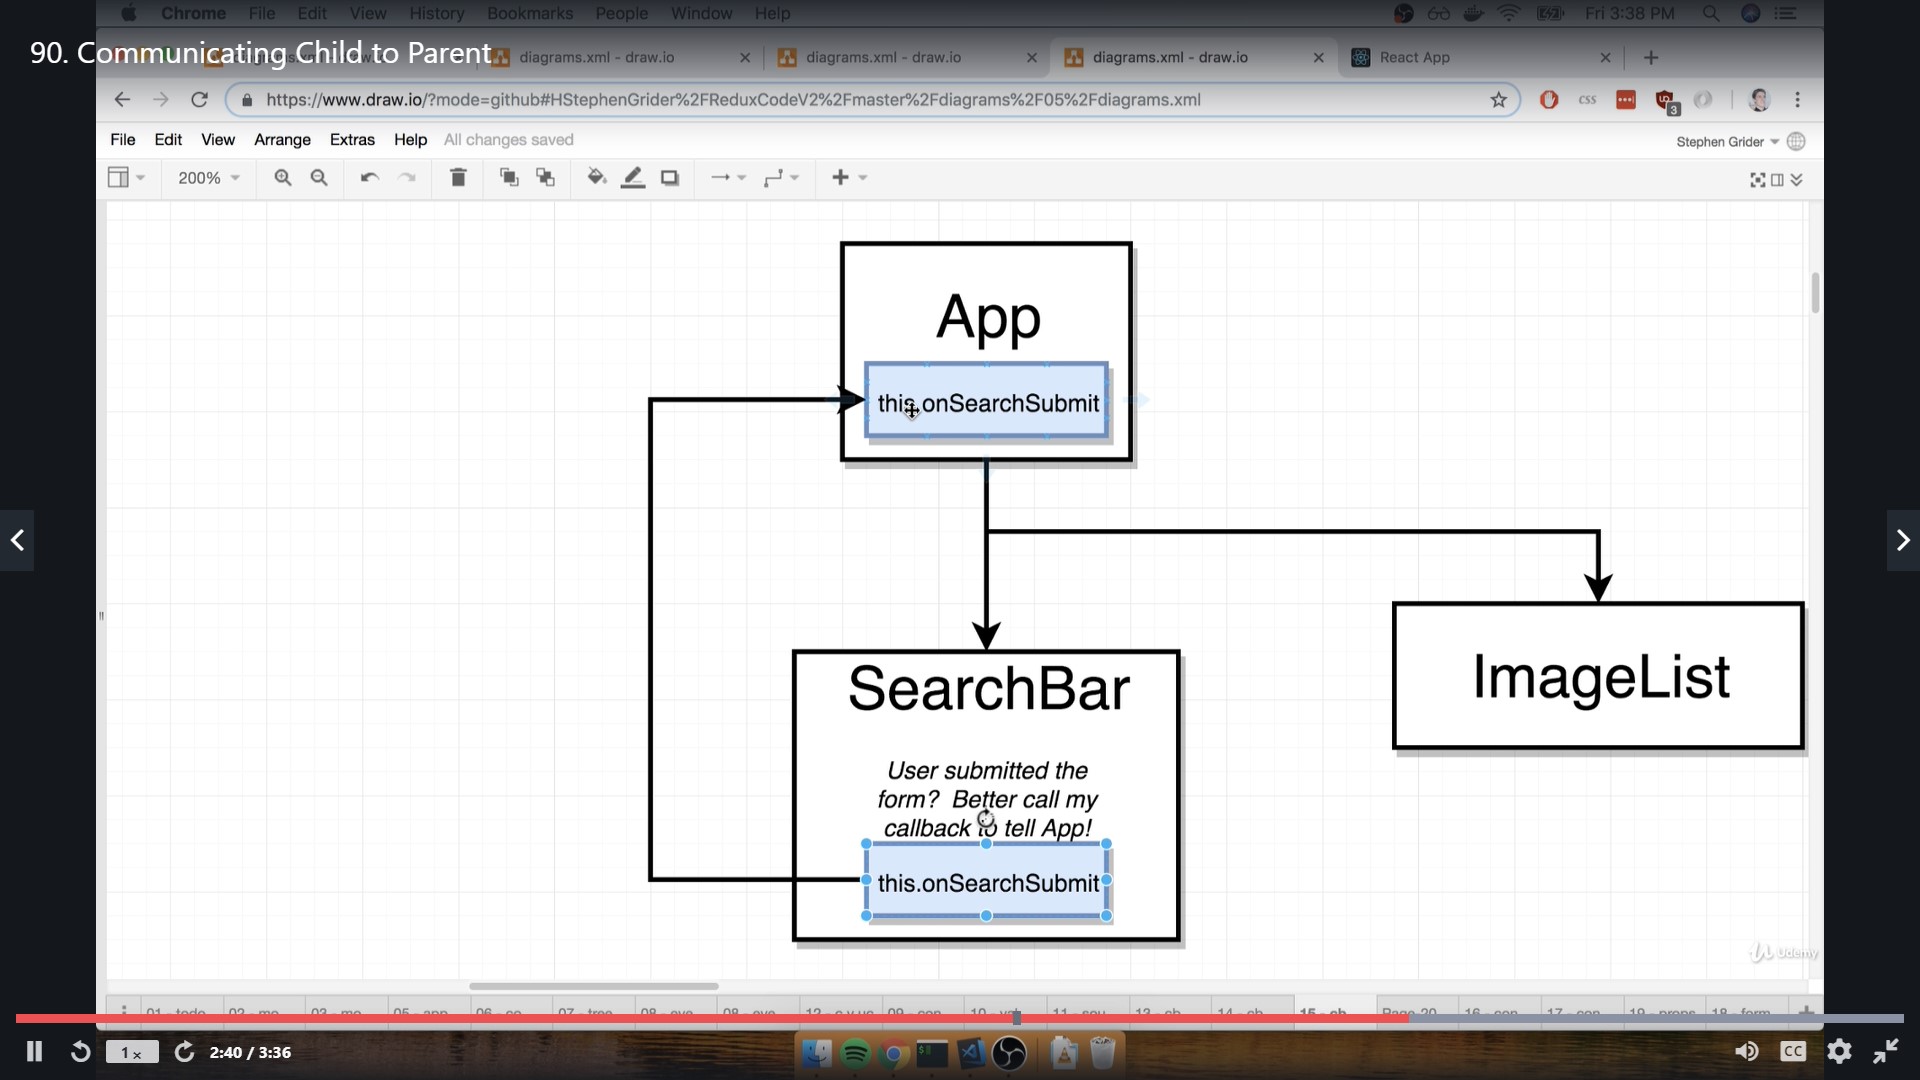 Chrome File Edit View History Bookmarks People Window Help Fri 3:38 PM
90. Communicating Child to Parent
diagrams.xml - draw.io
diagrams.xml - draw.io
diagrams.xml - draw.io
React App
https://www.draw.io/?mode=github#HStephenGrider%2FReduxCodeV2%2Fmaster%2Fdiagrams%2F05%2Fdiagrams.xml
CSS
3
File Edit View Arrange Extras Help All changes saved
Stephen Grider
200%
App
this.onSearchSubmit
SearchBar
ImageList
User submitted the
form? Better call my
callback to tell App!
this.onSearchSubmit
Udemy
1 x
2:40 / 3:36
CC